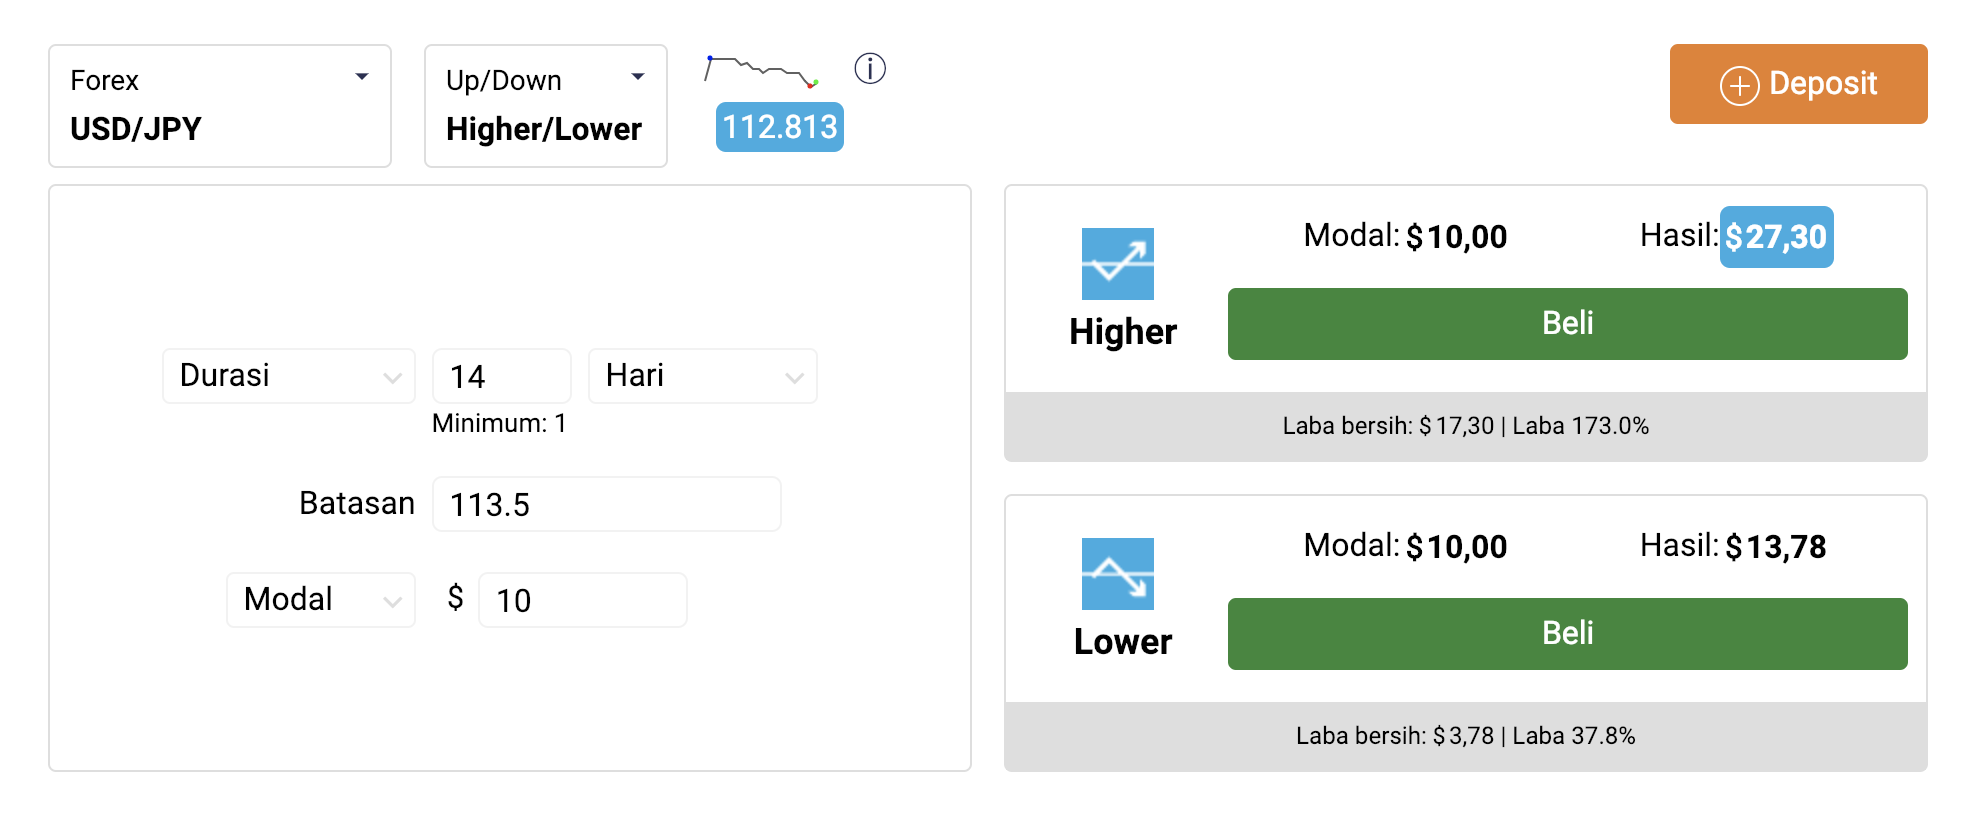 Forex
USD/JPY
Up/Down
Higher/Lower
112.813
Deposit
Durasi
14
Hari
Minimum: 1
Batasan
113.5
Modal
$
10
Modal: $10,00
Hasil: $27,30
Higher
Beli
Laba bersih: $17,30 | Laba 173.0%
Modal: $10,00
Hasil: $13,78
Lower
Beli
Laba bersih: $3,78 | Laba 37.8%